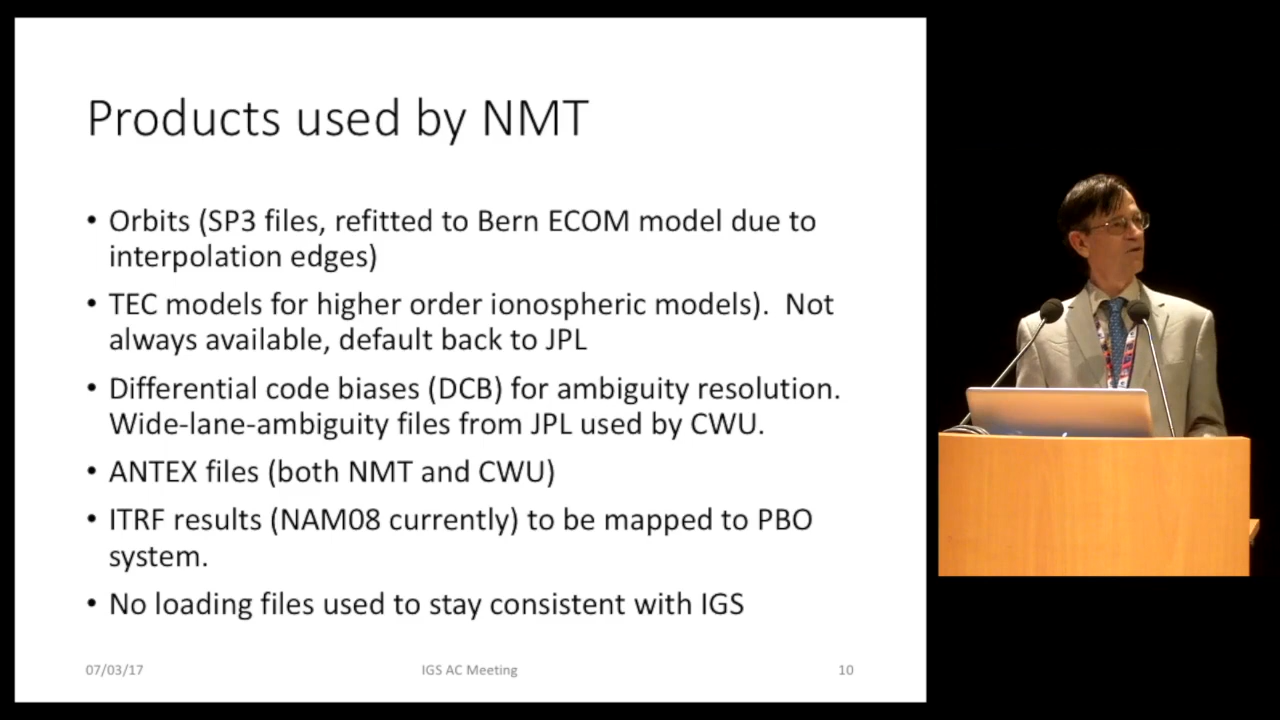 Products used by NMT
• Orbits (SP3 files, refitted to Bern ECOM model due to
interpolation edges)
• TEC models for higher order ionospheric models).  Not
always available, default back to JPL
• Differential code biases (DCB) for ambiguity resolution.
Wide-lane-ambiguity files from JPL used by CWU.
• ANTEX files (both NMT and CWU)
• ITRF results (NAM08 currently) to be mapped to PBO
system.
• No loading files used to stay consistent with IGS
07/03/17
IGS AC Meeting
10